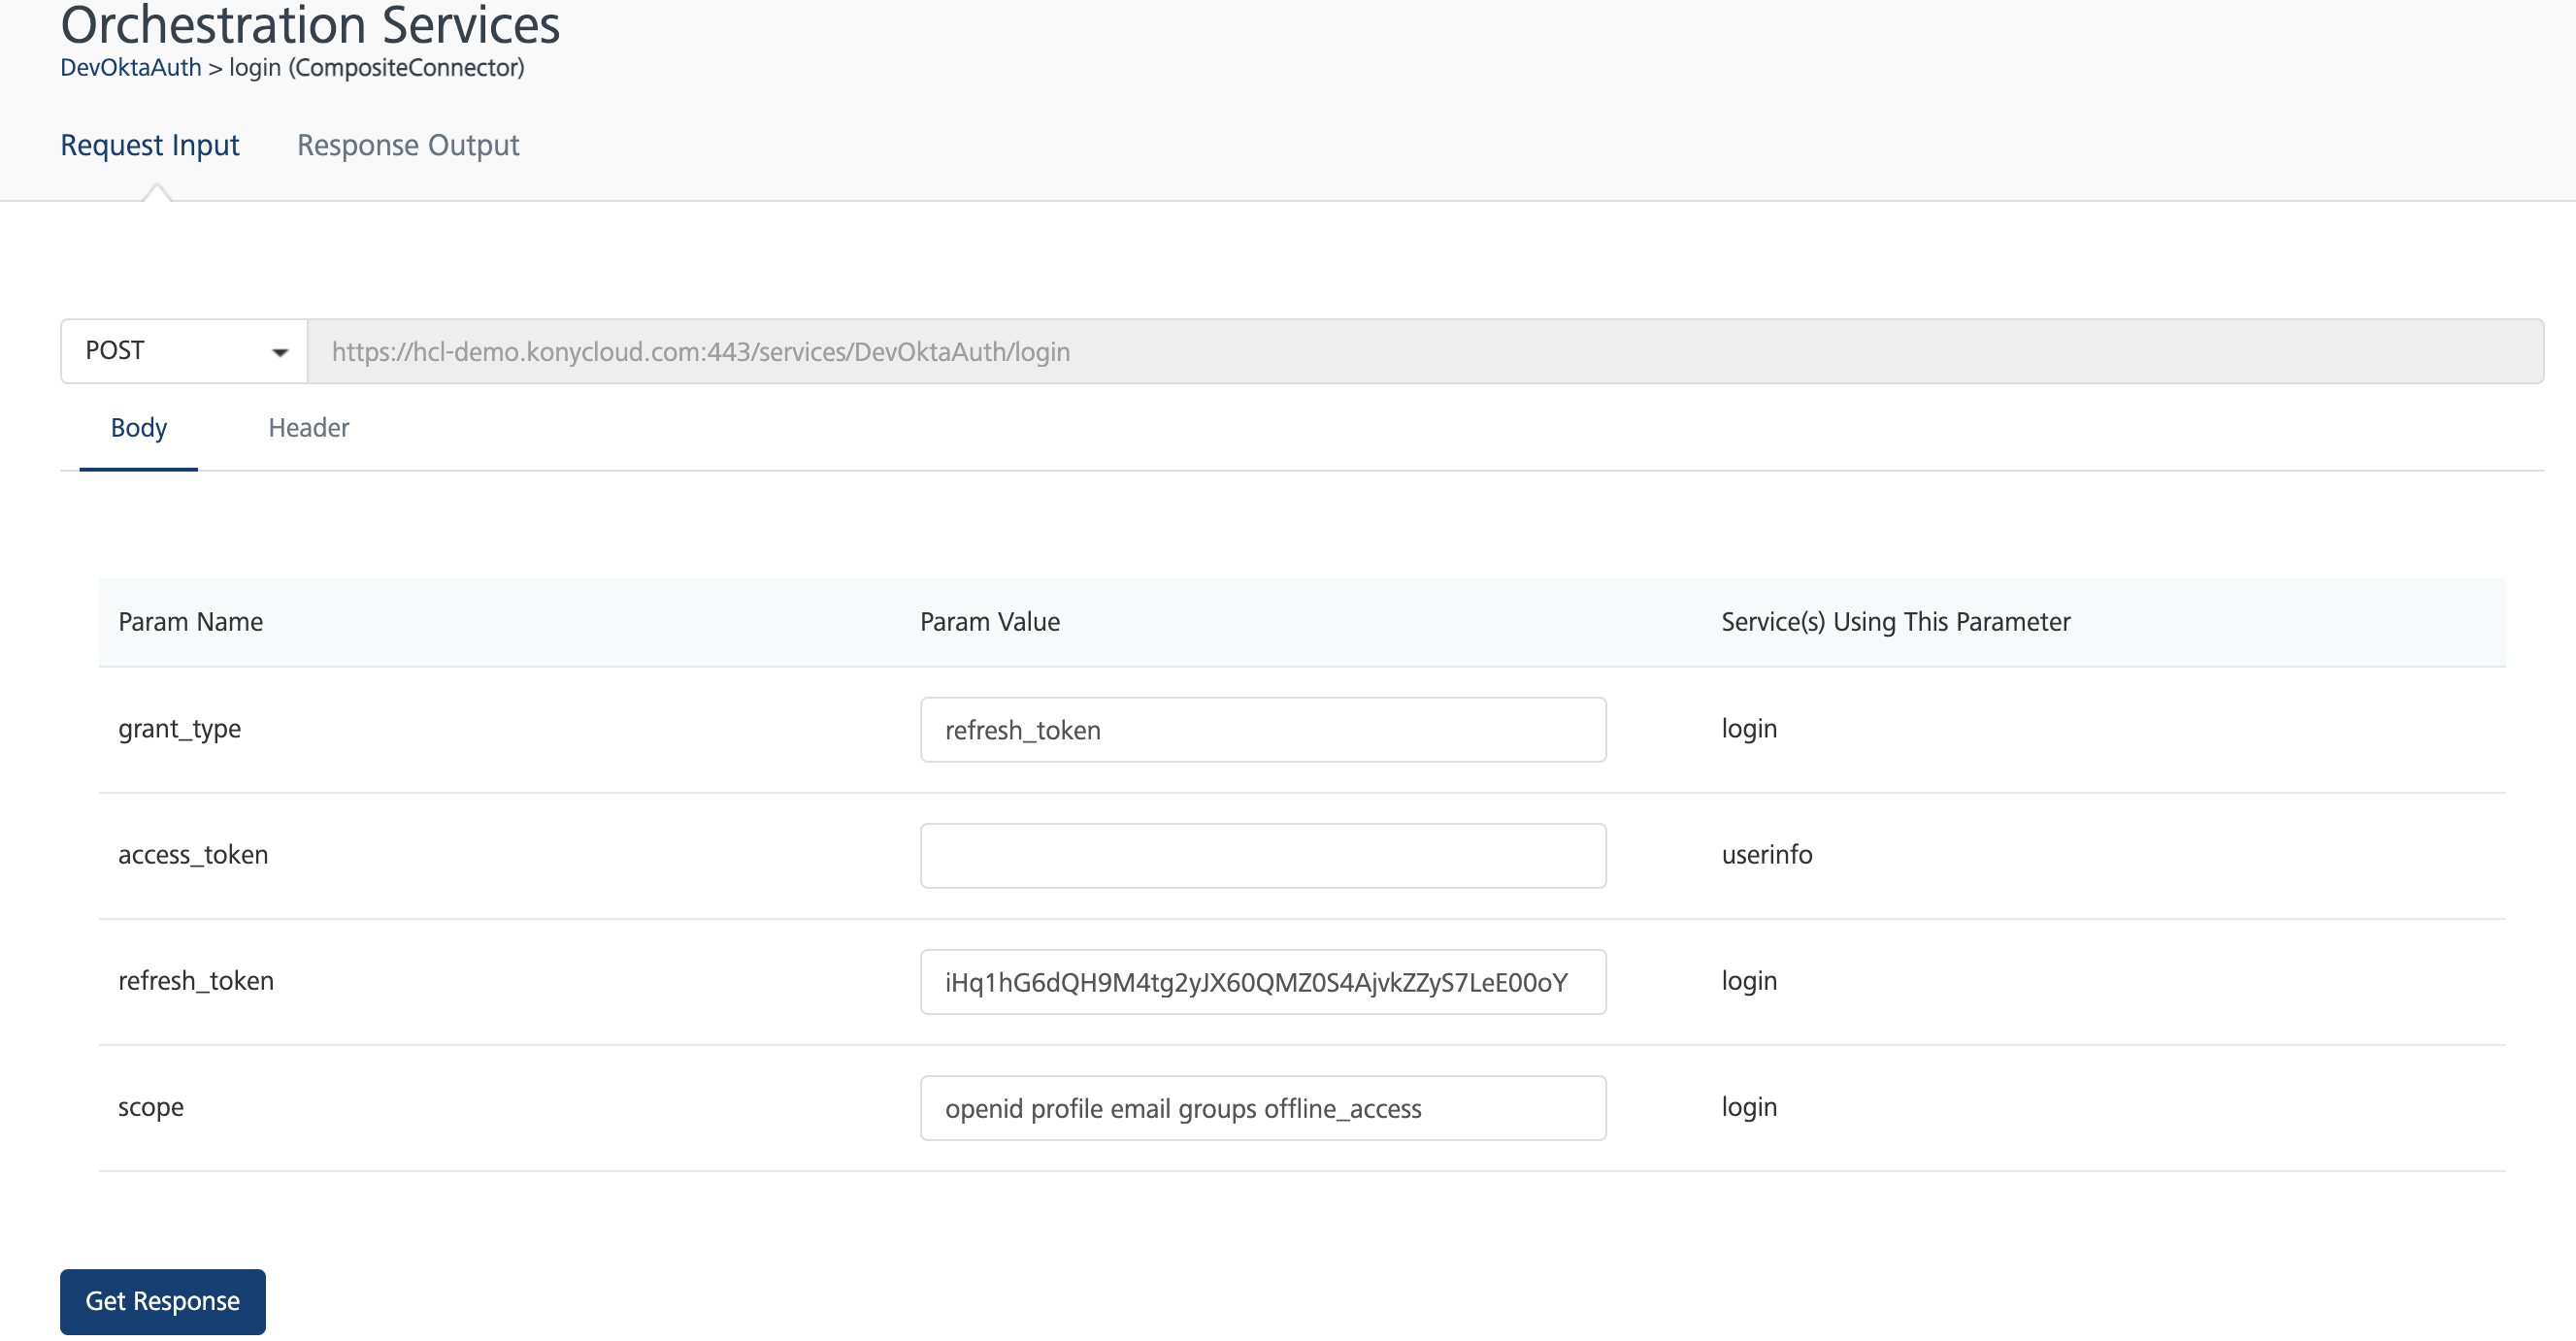 Orchestration Services
DevOktaAuth > login (CompositeConnector)
Request Input Response Output
POST https://hcl-demo.konycloud.com:443/services/DevOktaAuth/login
Body Header
Param Name Param Value Service(s) Using This Parameter
grant_type refresh_token login
access_token userinfo
refresh_token iHq1hG6dQH9M4tg2yJX60QMZ0S4AjvkZZyS7LeE00oY login
scope openid profile email groups offline_access login
Get Response